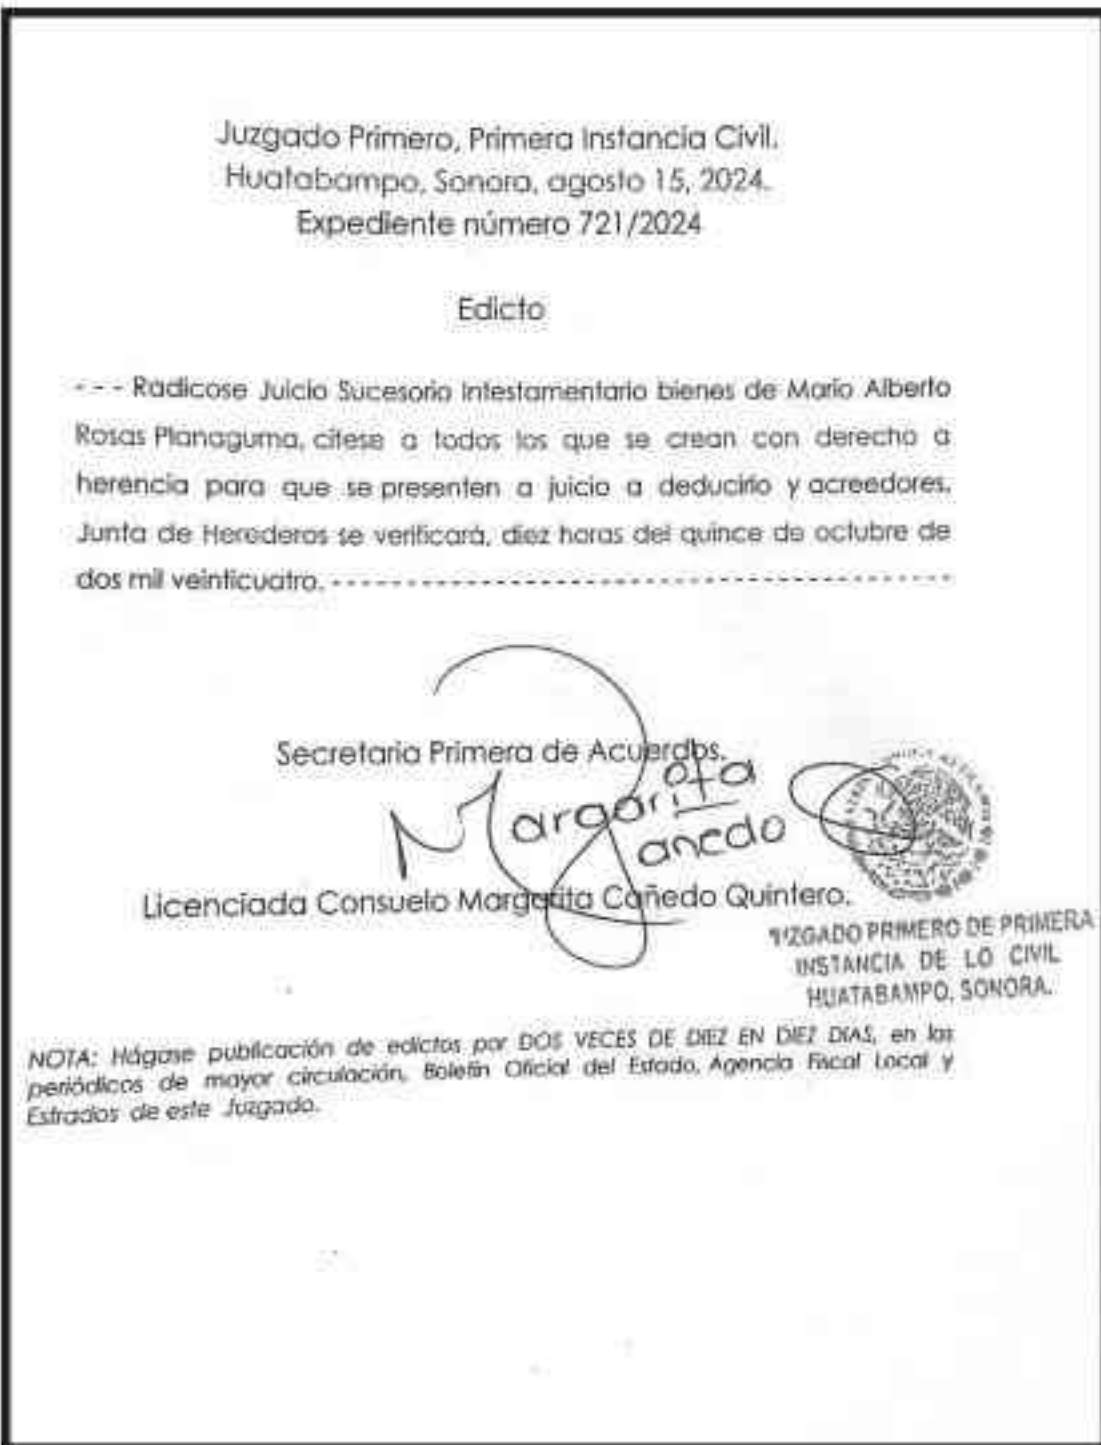 Juzgado Primero, Primera Instancia Civil.
Huatabampo, Sonora, agosto 15, 2024.
Expediente número 721/2024
Edicto
- - - Radicose Juicio Sucesorio Intestamentario bienes de Mario Alberto
Rosas Planaguma, cítese a todos los que se crean con derecho a
herencia para que se presenten a juicio a deducirlo y acreedores.
Junta de Herederos se verificará, diez horas del quince de octubre de
dos mil veinticuatro. - - - - - - - - - - - - - - - - - - - - - - - - - - - - - - - - - - - - - - - - - - -
Secretaria Primera de Acuerdos.
Margarita
Canedo
Licenciada Consuelo Margarita Cañedo Quintero.
JUZGADO PRIMERO DE PRIMERA
INSTANCIA DE LO CIVIL
HUATABAMPO, SONORA.
NOTA: Hágase publicación de edictos por DOS VECES DE DIEZ EN DIEZ DIAS, en los
periódicos de mayor circulación, Boletín Oficial del Estado, Agencia Fiscal Local y
Estrados de este Juzgado.